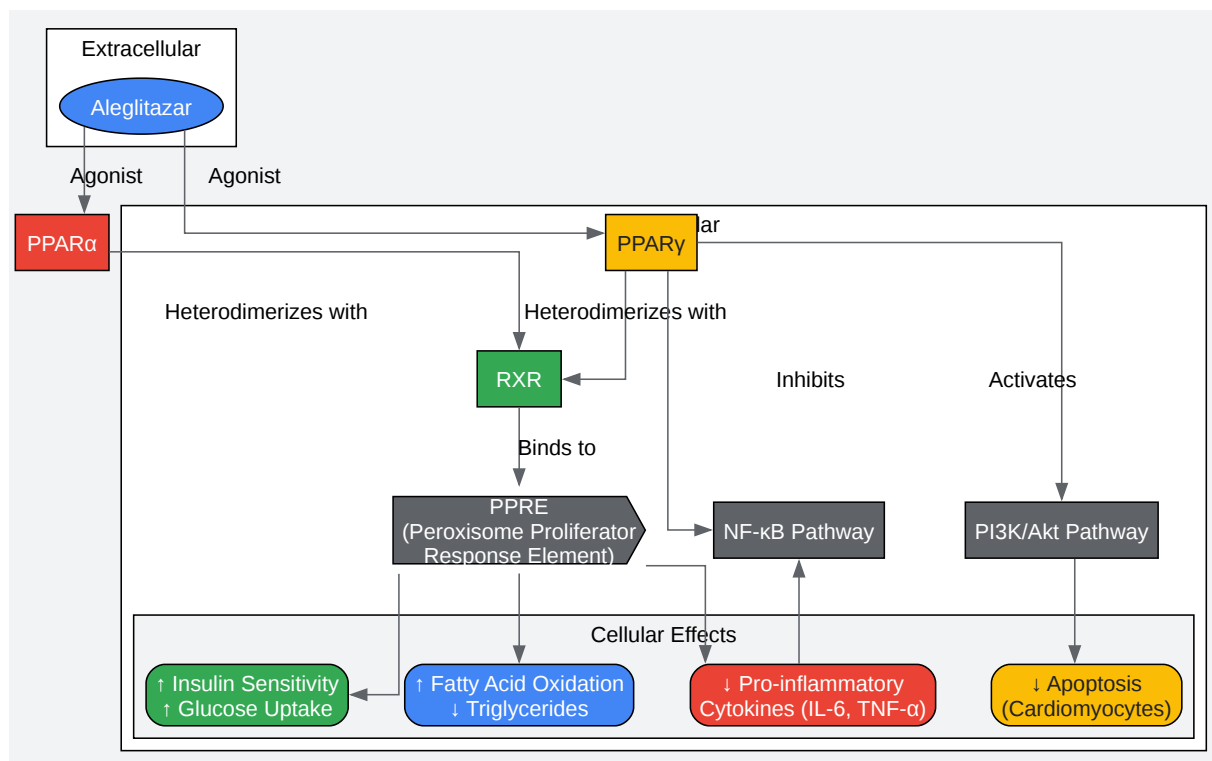 Extracellular
Aleglitazar
Agonist
Agonist
PPARα
PPARγ
lar
Heterodimerizes with
Heterodimerizes with
RXR
Inhibits
Activates
Binds to
PPRE
(Peroxisome Proliferator
Response Element)
NF-κB Pathway
PI3K/Akt Pathway
Cellular Effects
↑ Insulin Sensitivity
↑ Glucose Uptake
↑ Fatty Acid Oxidation
↓ Triglycerides
↓ Pro-inflammatory
Cytokines (IL-6, TNF-α)
↓ Apoptosis
(Cardiomyocytes)